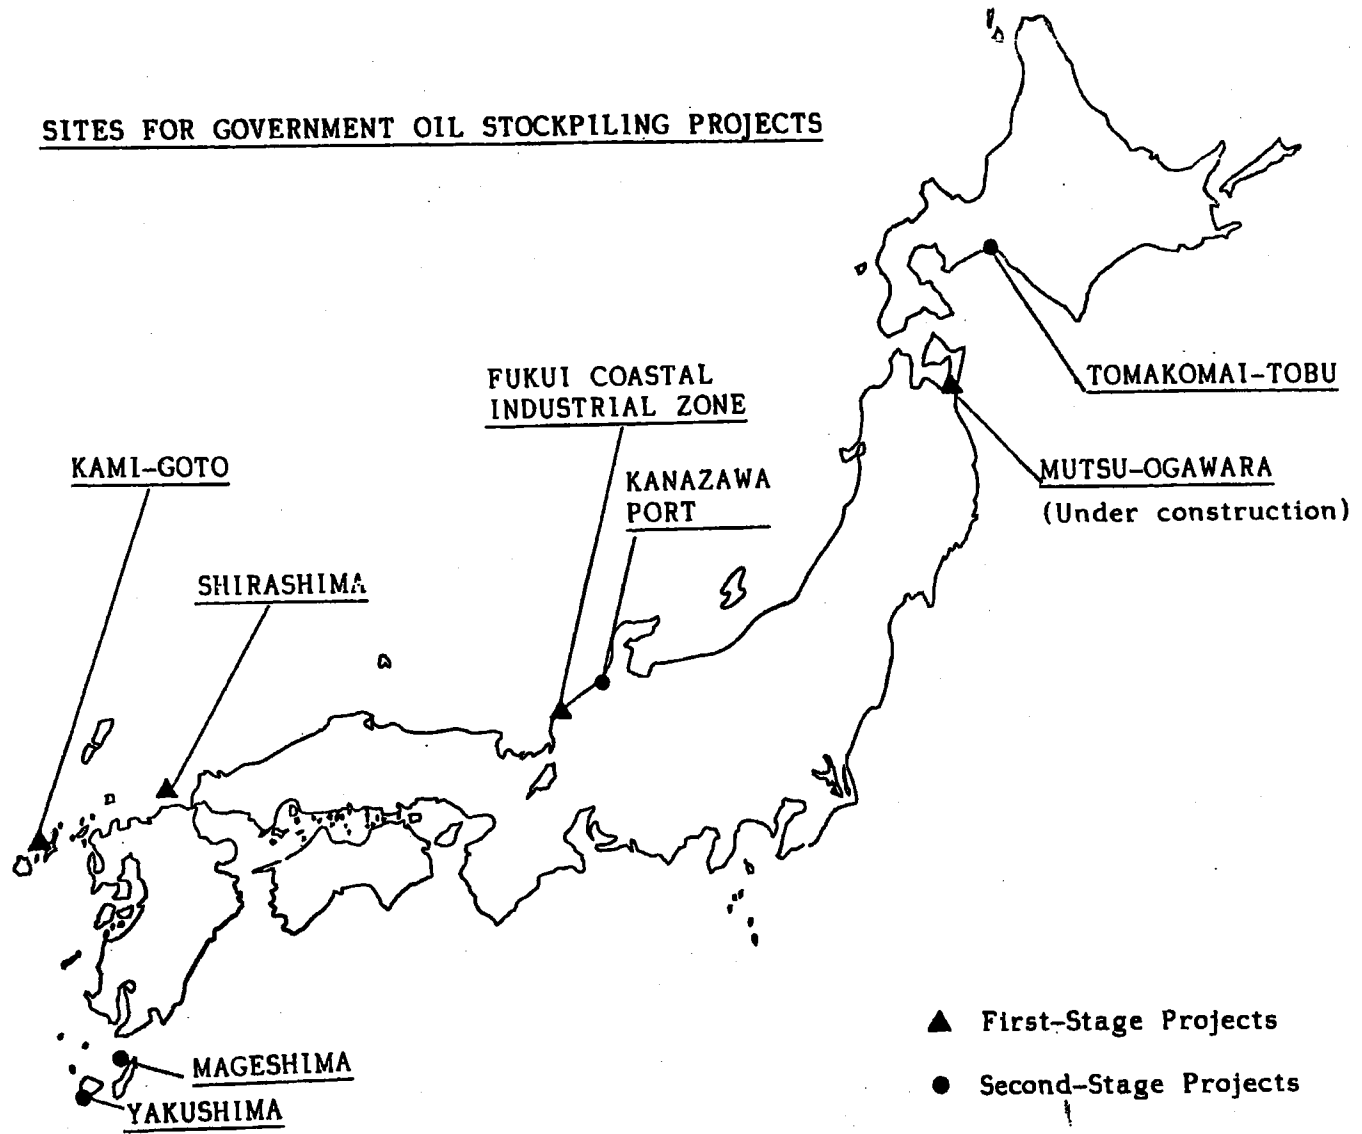 SITES FOR GOVERNMENT OIL STOCKPILING PROJECTS
FUKUI COASTAL
INDUSTRIAL ZONE
TOMAKOMAI-TOBU
KAMI-GOTO
KANAZAWA
PORT
MUTSU-OGAWARA
(Under construction)
SHIRASHIMA
▲ First-Stage Projects
MAGESHIMA
● Second-Stage Projects
YAKUSHIMA